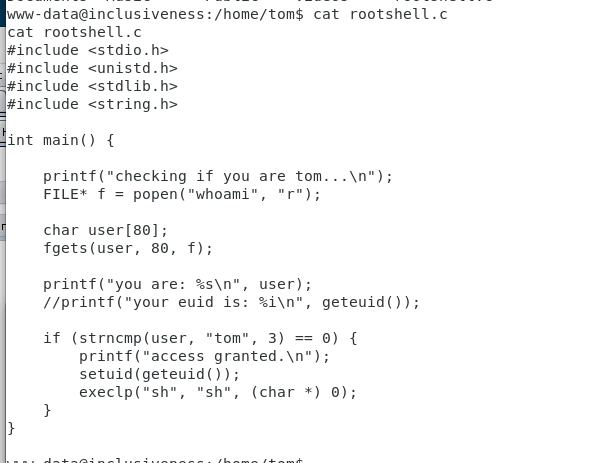 www-data@inclusiveness:/home/tom$ cat rootshell.c
cat rootshell.c
#include <stdio.h>
#include <unistd.h>
#include <stdlib.h>
#include <string.h>

int main() {

    printf("checking if you are tom...\n");
    FILE* f = popen("whoami", "r");

    char user[80];
    fgets(user, 80, f);

    printf("you are: %s\n", user);
    //printf("your euid is: %i\n", geteuid());

    if (strncmp(user, "tom", 3) == 0) {
        printf("access granted.\n");
        setuid(geteuid());
        execlp("sh", "sh", (char *) 0);
    }
}

www-data@inclusiveness:/home/tom$